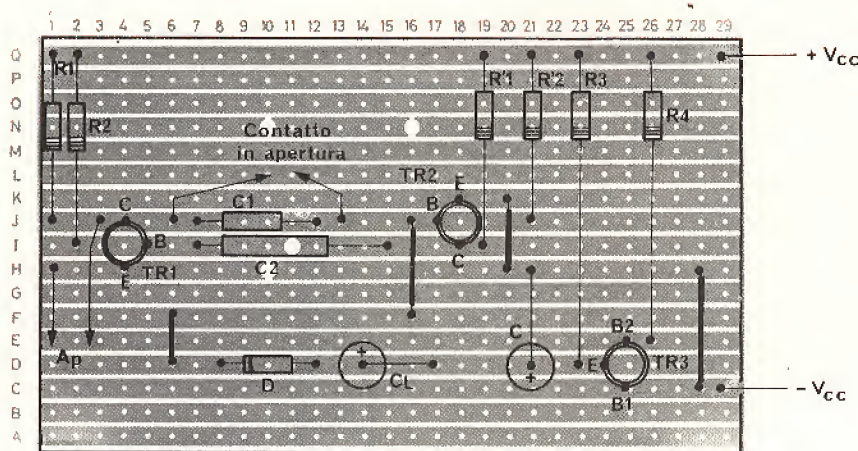 1 2 3 4 5 6 7 8 9 10 11 12 13 14 15 16 17 18 19 20 21 22 23 24 25 26 27 28 29
Q
+ Vcc
P
R1
R'1 R'2 R3
O
R2
R4
N
Contatto
in apertura
M
L
TR2 E
K
C
C1
B
J
I
B
C
H
E TR1
C2
G
F
C
B2
E
Ap
+
D
E
TR3
D
CL
+
C
B1
- Vcc
B
A